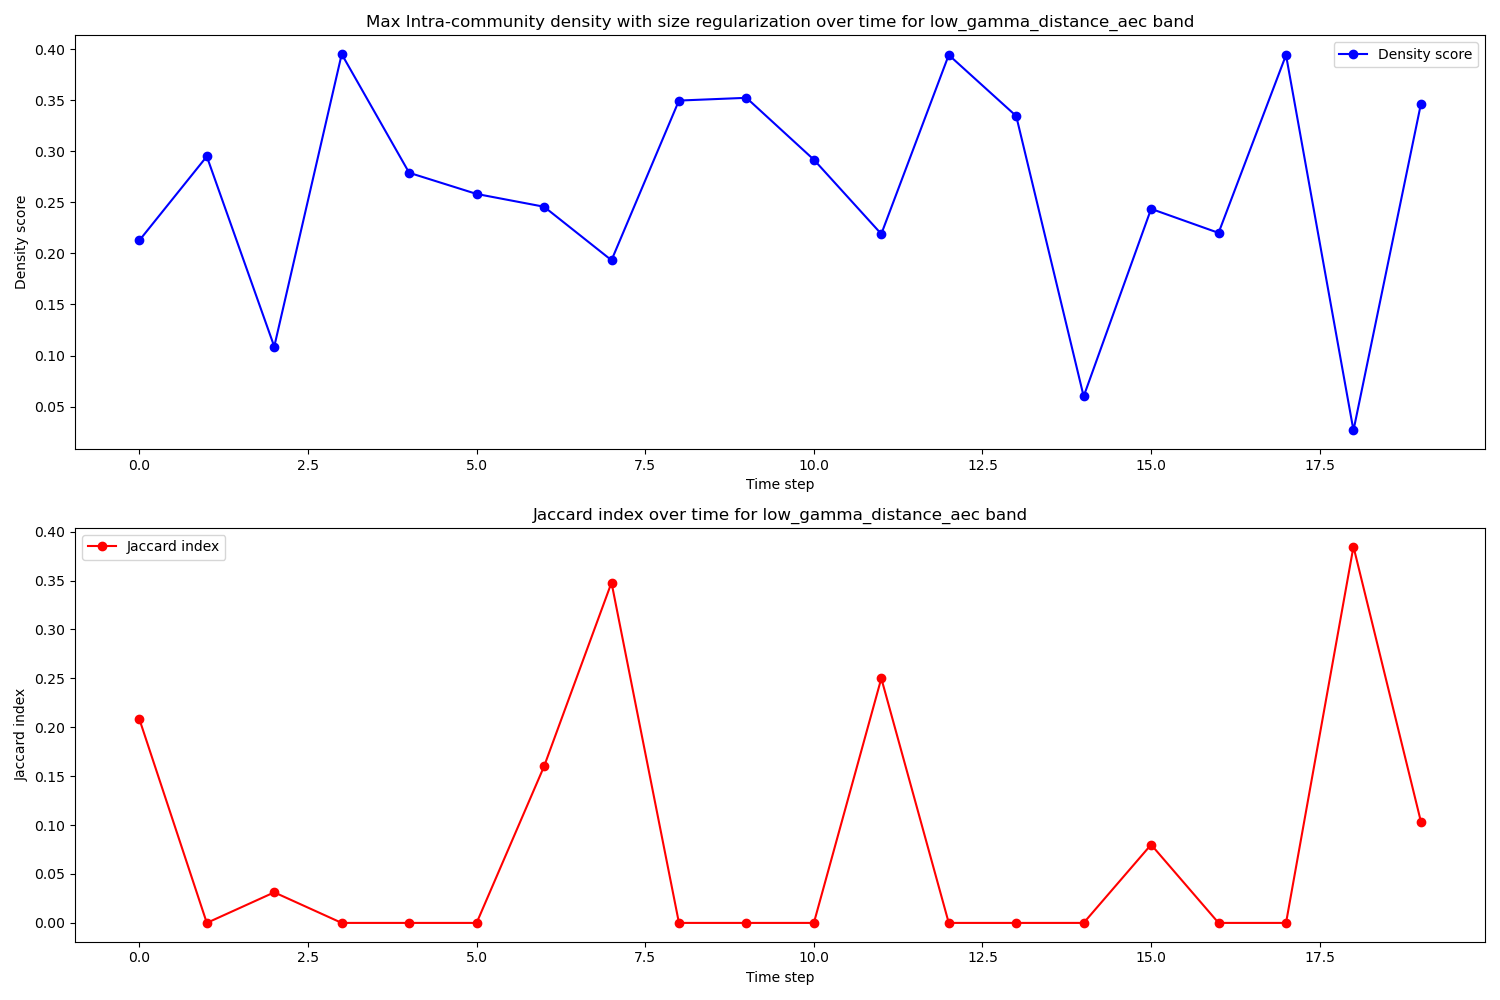 Max Intra-community density with size regularization over time for low_gamma_distance_aec band
Density score
0.40
0.35
0.30
0.25
0.20
0.15
0.10
0.05
Density score
0.0 2.5 5.0 7.5 10.0 12.5 15.0 17.5
Time step
Jaccard index over time for low_gamma_distance_aec band
Jaccard index
0.40
0.35
0.30
0.25
0.20
0.15
0.10
0.05
0.00
Jaccard index
0.0 2.5 5.0 7.5 10.0 12.5 15.0 17.5
Time step